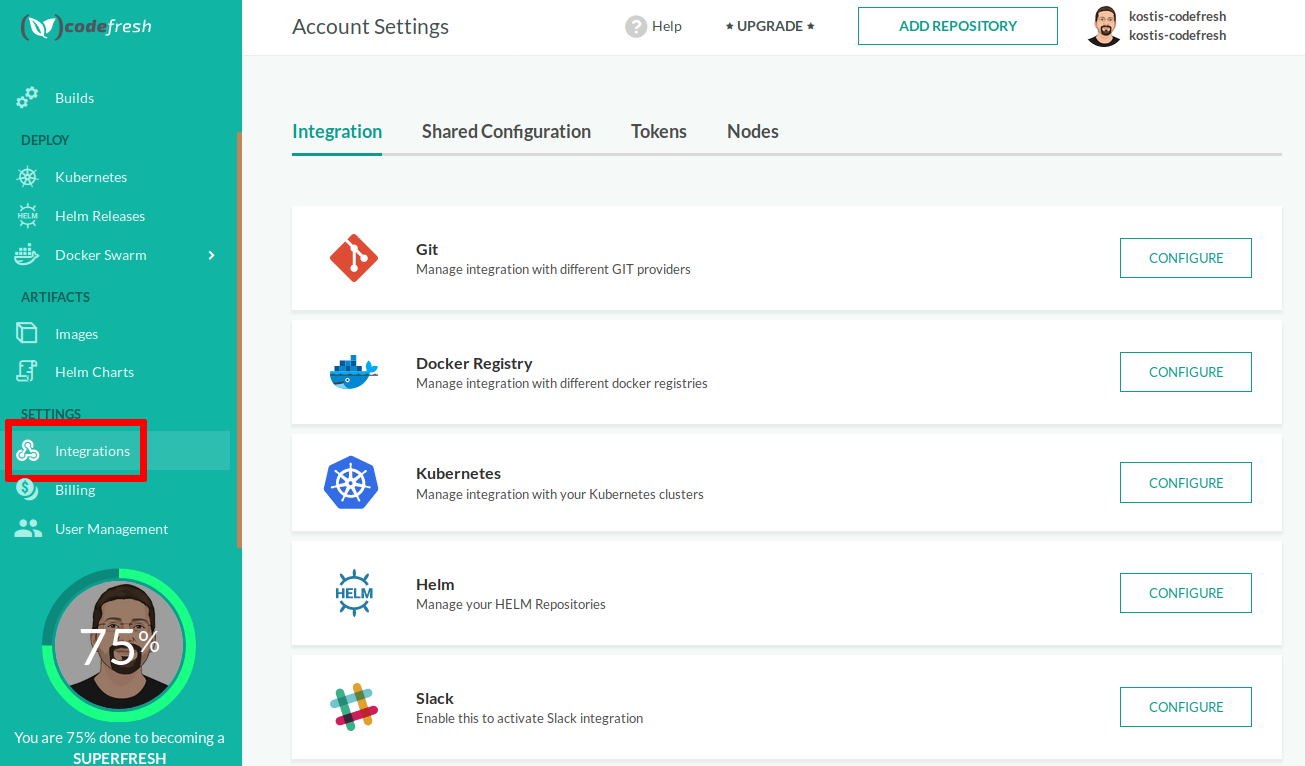 codefresh
Account Settings
? Help
★ UPGRADE ★
ADD REPOSITORY
kostis-codefresh
kostis-codefresh
Builds
DEPLOY
Kubernetes
HELM
Helm Releases
Docker Swarm
ARTIFACTS
Images
Helm Charts
SETTINGS
Integrations
$
Billing
User Management
75%
You are 75% done to becoming a
SUPERFRESH
Integration
Shared Configuration
Tokens
Nodes
Git
Manage integration with different GIT providers
CONFIGURE
Docker Registry
Manage integration with different docker registries
CONFIGURE
Kubernetes
Manage integration with your Kubernetes clusters
CONFIGURE
HELM
Helm
Manage your HELM Repositories
CONFIGURE
Slack
Enable this to activate Slack integration
CONFIGURE